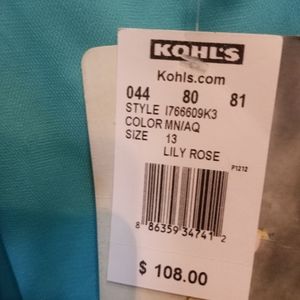 KOHL'S
Kohls.com
044 80 81
STYLE I766609K3
COLOR MN/AQ
SIZE 13
LILY ROSE
P1212
8 86359 34741 2
$ 108.00